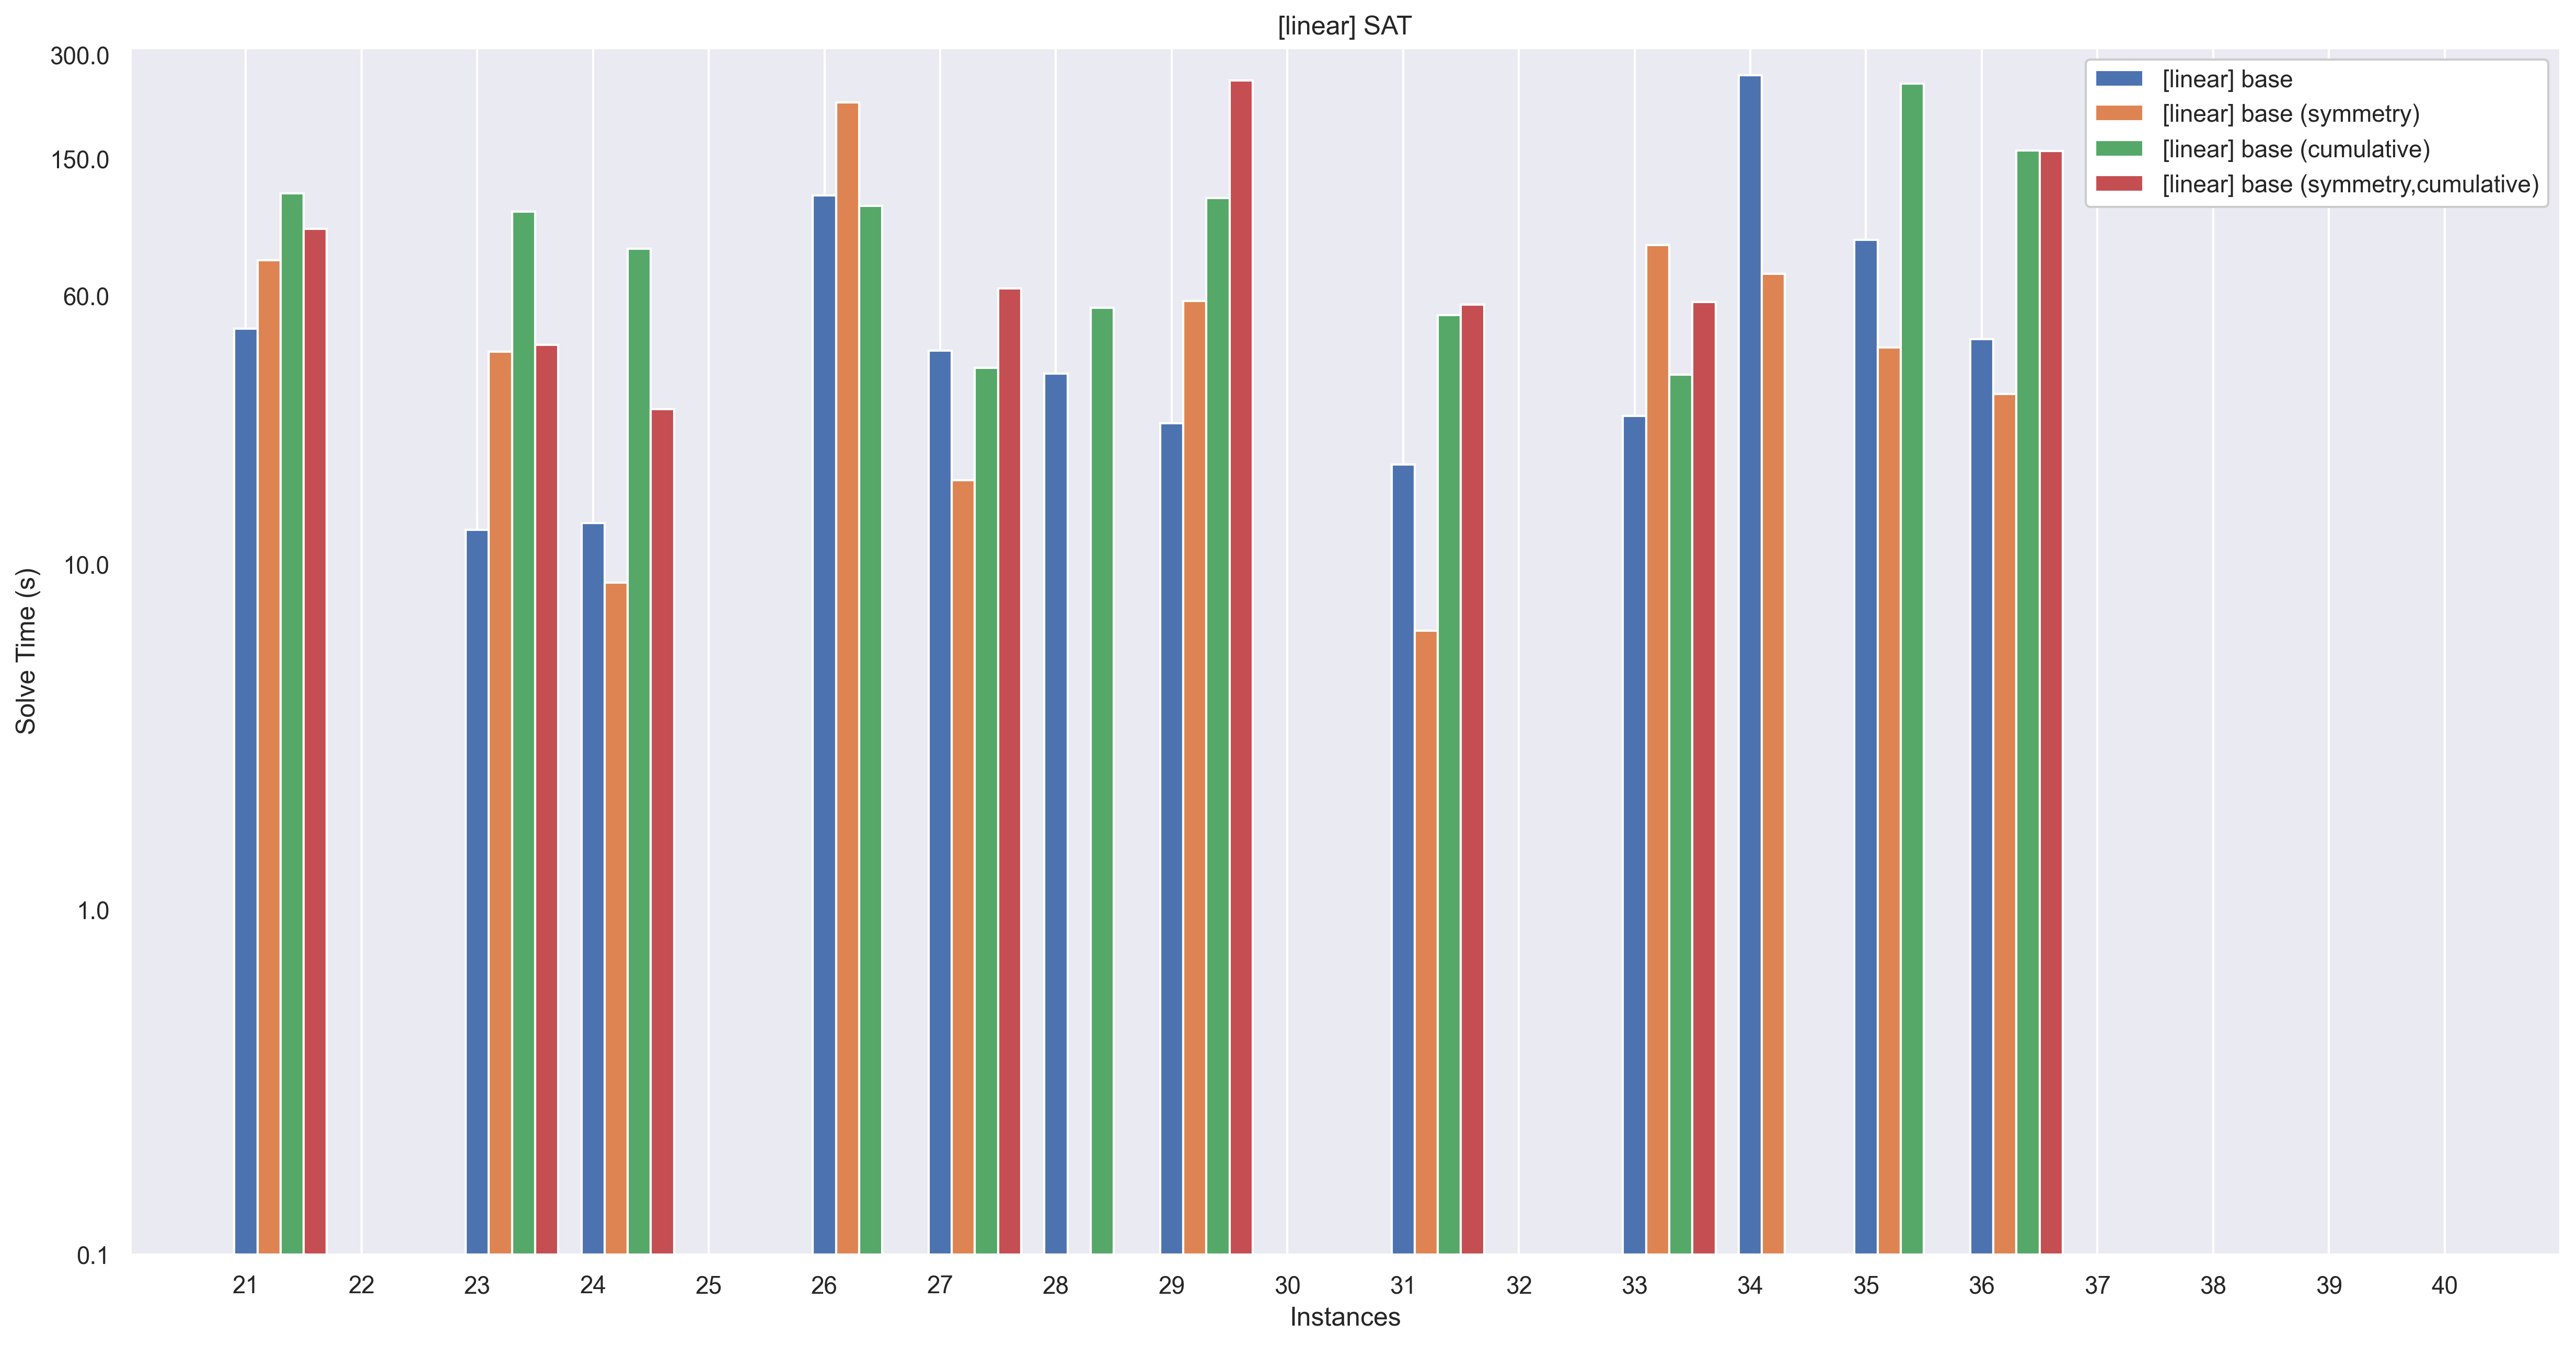 [linear] SAT
300.0
150.0
60.0
10.0
1.0
0.1
Solve Time (s)
[linear] base
[linear] base (symmetry)
[linear] base (cumulative)
[linear] base (symmetry,cumulative)
21 22 23 24 25 26 27 28 29 30 31 32 33 34 35 36 37 38 39 40
Instances